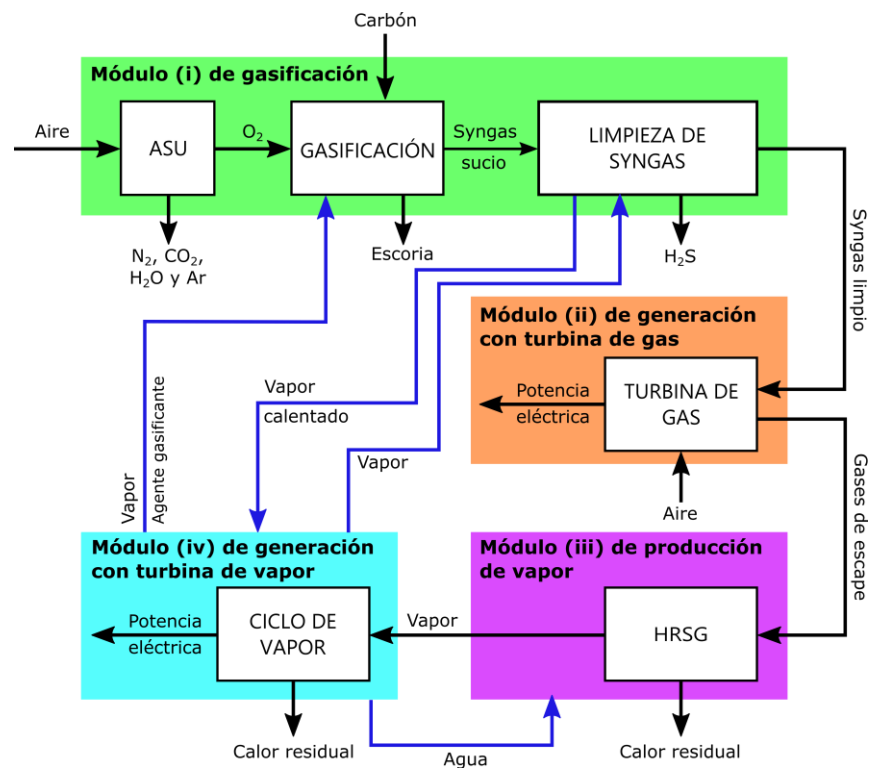 Carbón
Módulo (i) de gasificación
Aire
ASU
O₂
GASIFICACIÓN
Syngas
sucio
LIMPIEZA DE
SYNGAS
N₂, CO₂,
H₂O y Ar
Escoria
H₂S
Syngas limpio
Módulo (ii) de generación
con turbina de gas
Potencia
eléctrica
TURBINA DE
GAS
Aire
Gases de escape
Vapor
calentado
Vapor
Vapor
Agente gasificante
Módulo (iv) de generación
con turbina de vapor
Potencia
eléctrica
CICLO DE
VAPOR
Vapor
Módulo (iii) de producción
de vapor
HRSG
Calor residual
Agua
Calor residual